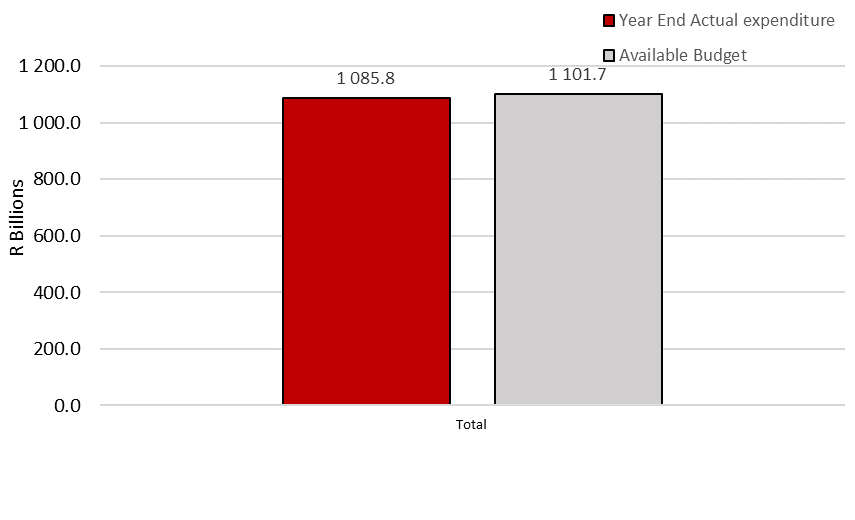 Year End Actual expenditure
Available Budget
1 200.0
1 000.0
800.0
600.0
400.0
200.0
0.0
R Billions
1 085.8
1 101.7
Total